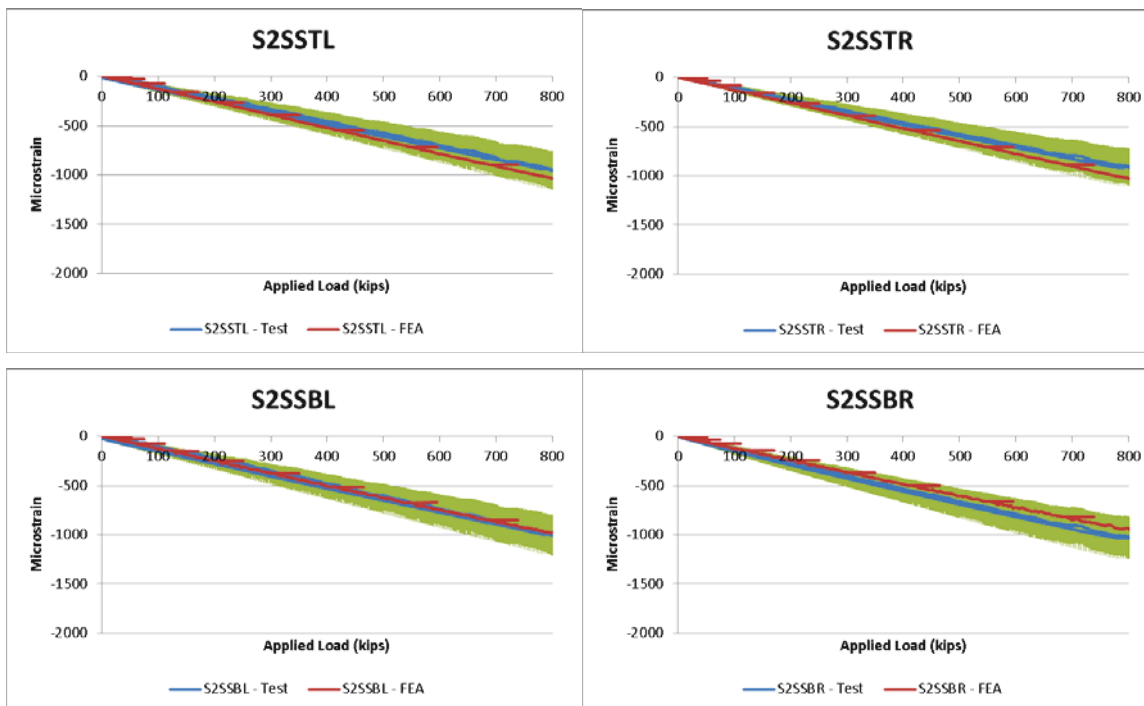 S2SSTL
0
0 100 200 300 400 500 600 700 800
-500
-1000
-1500
-2000
Microstrain
Applied Load (kips)
S2SSTL - Test S2SSTL - FEA
S2SSTR
0
0 100 200 300 400 500 600 700 800
-500
-1000
-1500
-2000
Microstrain
Applied Load (kips)
S2SSTR - Test S2SSTR - FEA
S2SSBL
0
0 100 200 300 400 500 600 700 800
-500
-1000
-1500
-2000
Microstrain
Applied Load (kips)
S2SSBL - Test S2SSBL - FEA
S2SSBR
0
0 100 200 300 400 500 600 700 800
-500
-1000
-1500
-2000
Microstrain
Applied Load (kips)
S2SSBR - Test S2SSBR - FEA